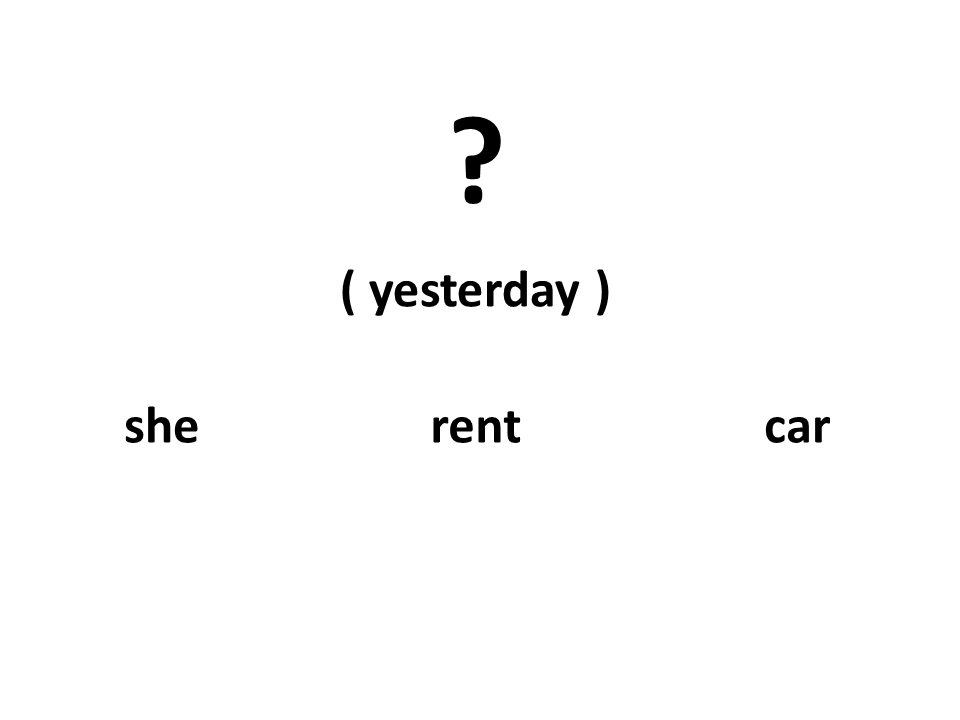 ?
( yesterday )
she rent car